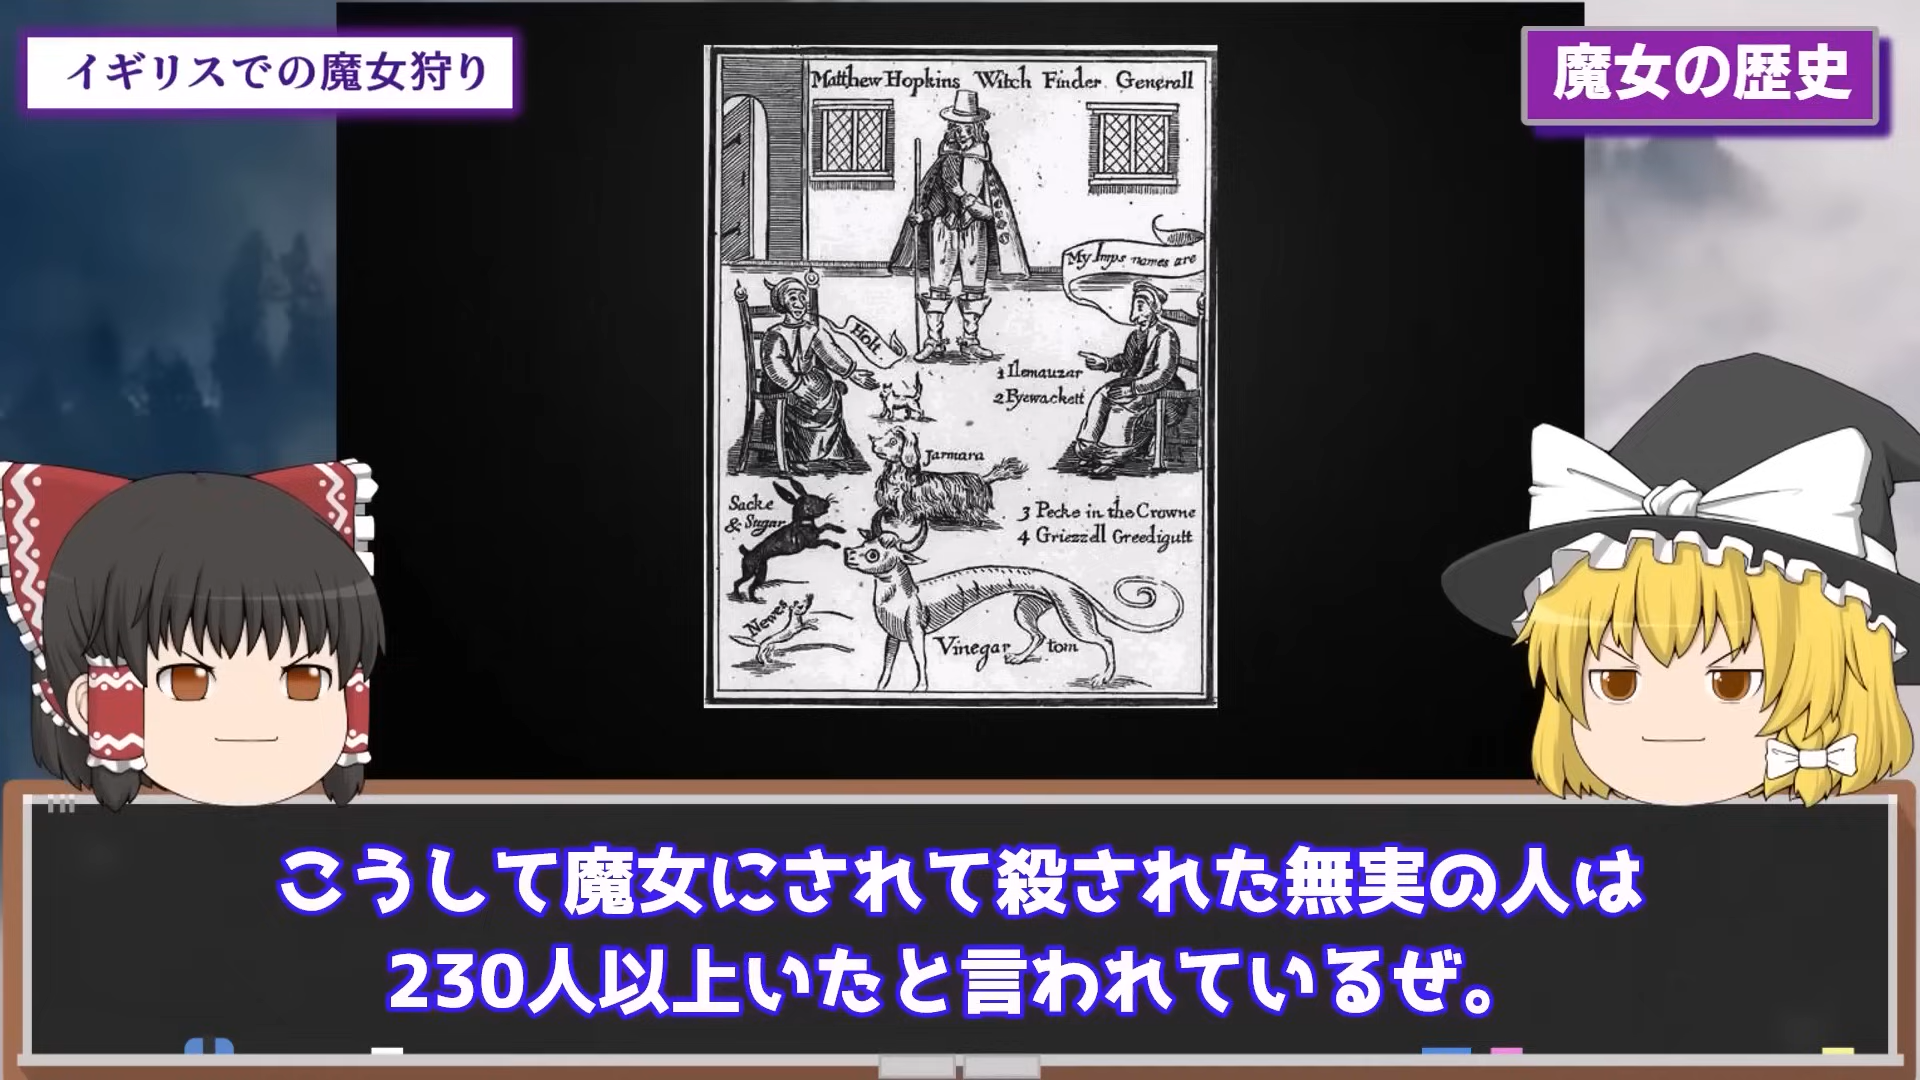 イギリスでの魔女狩り
魔女の歴史
Matthew Hopkins Witch Finder Generall
My Imps names are
Holt
1 Ilemauzar
2 Pyewackett
Jarmara
Sacke
& Sugar
3 Pecke in the Crowne
4 Griezzell Greedigutt
Newes
Vinegar tom
こうして魔女にされて殺された無実の人は
230人以上いたと言われているぜ。